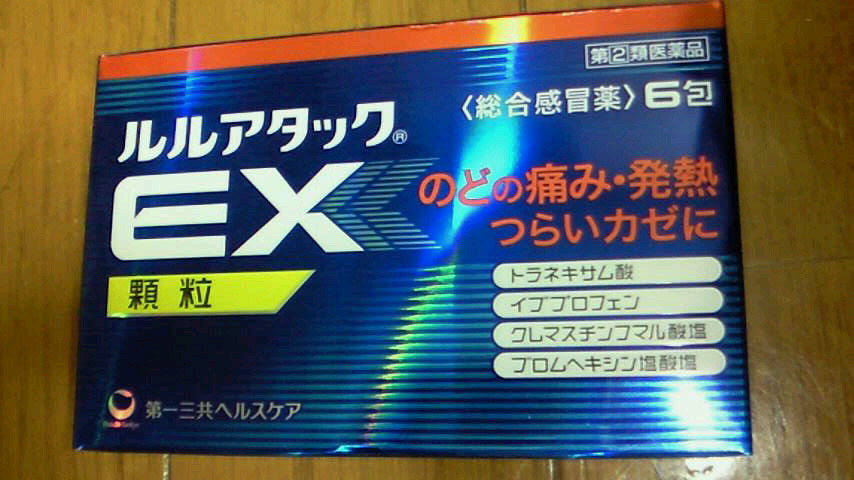 第②類医薬品
〈総合感冒薬〉6包
ルルアタック®
EX
のどの痛み・発熱
つらいカゼに
顆粒
トラネキサム酸
イブプロフェン
クレマスチンフマル酸塩
ブロムヘキシン塩酸塩
第一三共ヘルスケア